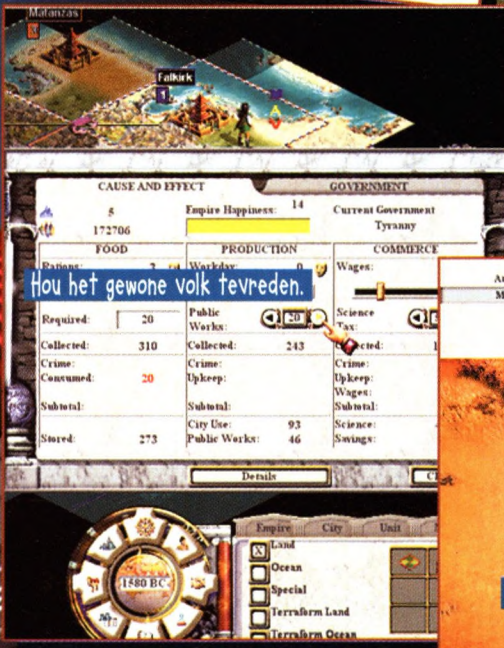 Matanzas
Falkirk
1
CAUSE AND EFFECT
GOVERNMENT
5
Empire Happiness: 14
Current Government
172706
Tyranny
FOOD
PRODUCTION
COMMERCE
Rations: 2
Workday: 0
Wages:
Hou het gewone volk tevreden.
Required: 20
Public Works: 20
Science Tax:
Collected: 310
Collected: 243
Crime:
Crime:
Crime:
Consumed: 20
Upkeep:
Upkeep:
Wages:
Subtotal:
Subtotal:
Subtotal:
City Use: 93
Science:
Stored: 273
Public Works: 46
Savings:
Details
Empire
City
Unit
X
Land
Ocean
Special
1580 BC
Terraform Land
Terraform Ocean